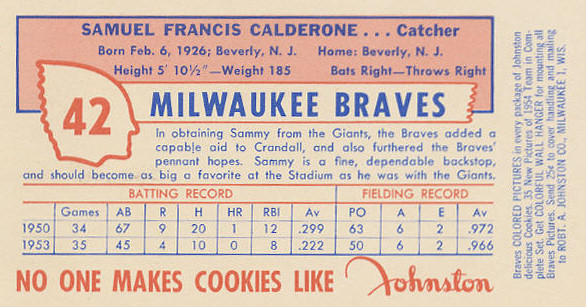 SAMUEL FRANCIS CALDERONE . . . Catcher
Born Feb. 6, 1926; Beverly, N. J. Home: Beverly, N. J.
Height 5' 10½"—Weight 185 Bats Right—Throws Right
42
MILWAUKEE BRAVES
In obtaining Sammy from the Giants, the Braves added a
capable aid to Crandall, and also furthered the Braves'
pennant hopes. Sammy is a fine, dependable backstop,
and should become as big a favorite at the Stadium as he was with the Giants.
BATTING RECORD FIELDING RECORD
Games AB R H HR RBI Av PO A E Av
1950 34 67 9 20 1 12 .299 63 6 2 .972
1953 35 45 4 10 0 8 .222 50 6 2 .966
NO ONE MAKES COOKIES LIKE Johnston
Braves COLORED PICTURES in every package of Johnston
delicious Cookies. 35 New Pictures of 1954 Team in Com-
plete Set. Get COLORFUL WALL HANGER for mounting all
Braves Pictures. Send 25¢ to cover handling and mailing
to ROBT. A. JOHNSTON CO., MILWAUKEE 1, WIS.